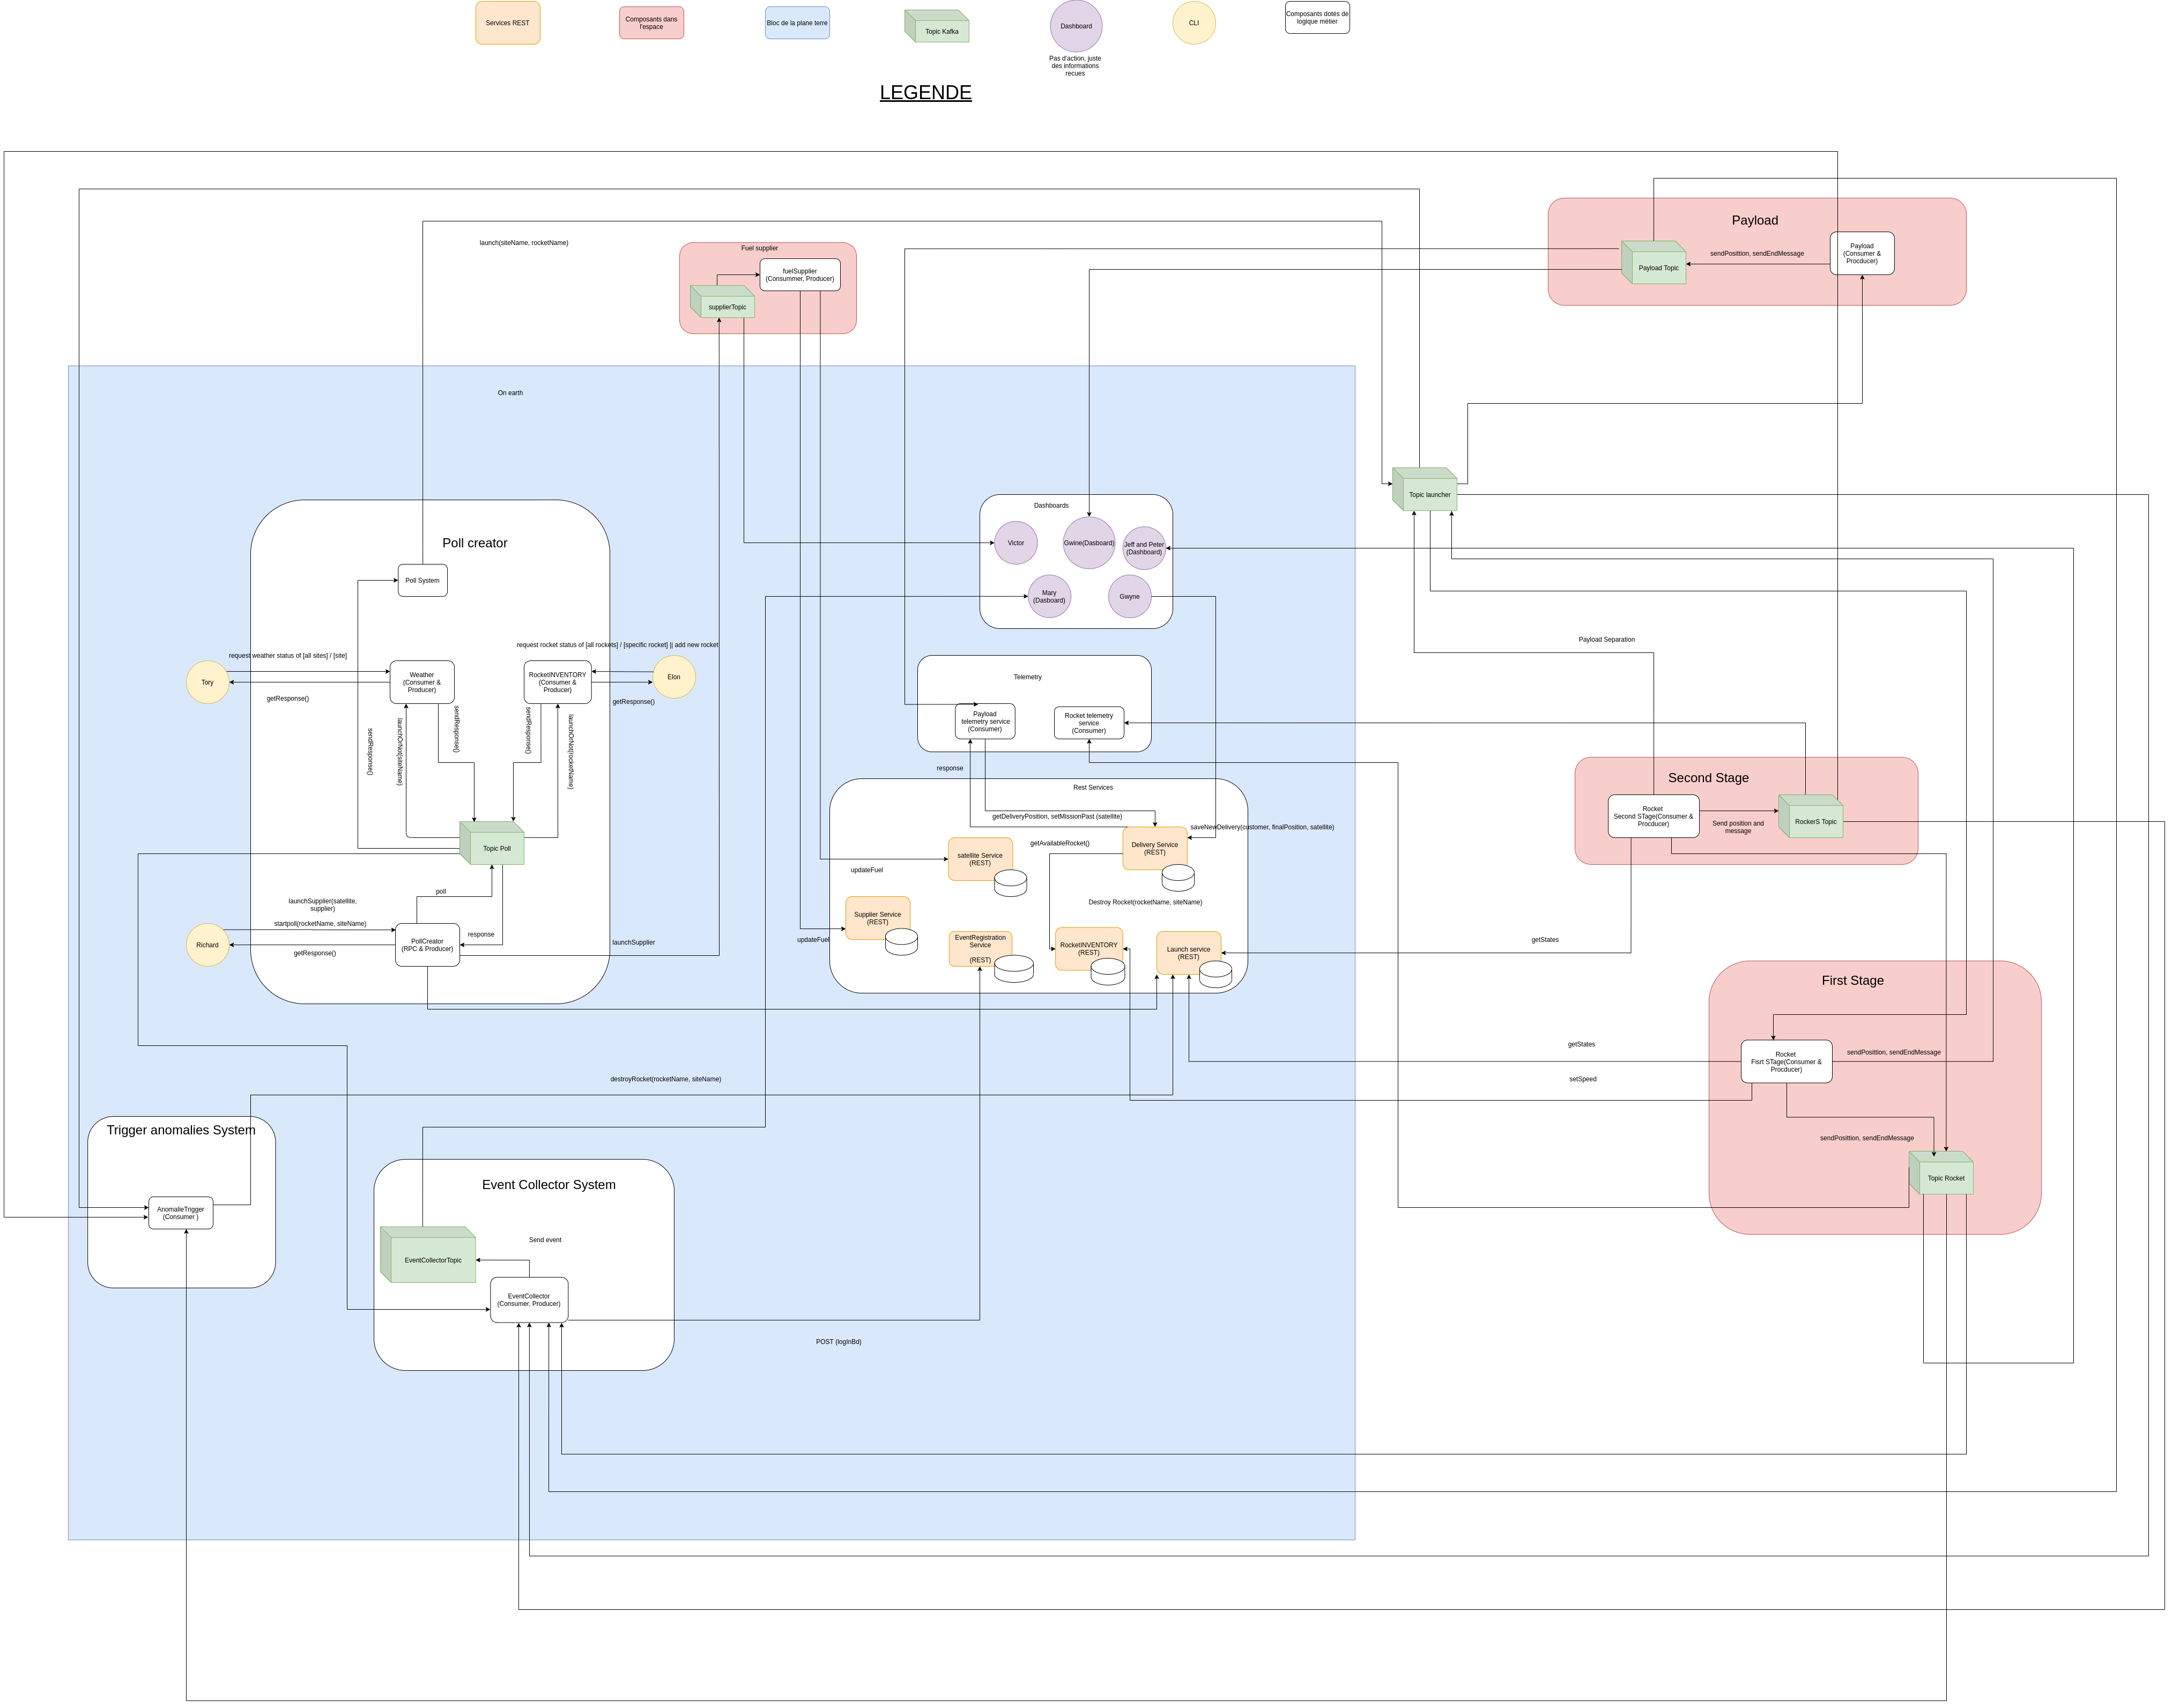 Services REST
Composants dans
l'espace
Bloc de la plane terre
Topic Kafka
Dashboard
CLI
Composants dotés de
logique métier
Pas d'action, juste
des informations
recues
LEGENDE
Payload
Payload Topic
sendPosittion, sendEndMessage
Payload
(Consumer &
Procducer)
launch(siteName, rocketName)
Fuel supplier
fuelSupplier
(Consummer, Producer)
supplierTopic
On earth
Topic launcher
Dashboards
Victor
Gwine(Dasboard)
Jeff and Peter
(Dashboard)
Mary
(Dasboard)
Gwyne
Poll creator
Poll System
request weather status of [all sites] / [site]
request rocket status of [all rockets] / [specific rocket] || add new rocket
Tory
Weather
(Consumer &
Producer)
RocketINVENTORY
(Consumer &
Producer)
Elon
getResponse()
getResponse()
sendResponse()
launchOrNot(siteName)
sendResponse()
sendResponse()
launchOrNot(rocketName)
Topic Poll
poll
launchSupplier(satellite,
supplier)
startpoll(rocketName, siteName)
Richard
PollCreator
(RPC & Producer)
response
getResponse()
launchSupplier
Telemetry
Payload
telemetry service
(Consumer)
Rocket telemetry
service
(Consumer)
response
Rest Services
getDeliveryPosition, setMissionPast (satellite)
saveNewDelivery(customer, finalPosition, satellite)
getAvailableRocket()
Delivery Service
(REST)
satellite Service
(REST)
updateFuel
Destroy Rocket(rocketName, siteName)
Supplier Service
(REST)
updateFuel
EventRegistration
Service
(REST)
RocketINVENTORY
(REST)
Launch service
(REST)
Payload Separation
Second Stage
Rocket
Second STage(Consumer &
Procducer)
Send position and
message
RockerS Topic
getStates
First Stage
Rocket
Fisrt STage(Consumer &
Procducer)
sendPosittion, sendEndMessage
getStates
setSpeed
sendPosittion, sendEndMessage
Topic Rocket
destroyRocket(rocketName, siteName)
Trigger anomalies System
AnomalieTrigger
(Consumer )
Event Collector System
Send event
EventCollectorTopic
EventCollector
(Consumer, Producer)
POST (logInBd)